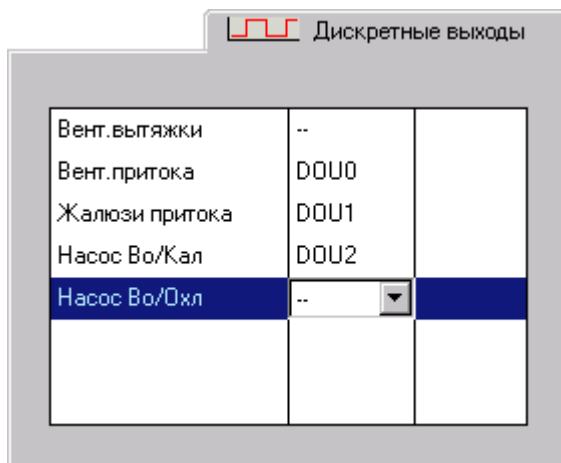 Дискретные выходы
Вент.вытяжки --
Вент.притока DOU0
Жалюзи притока DOU1
Насос Во/Кал DOU2
Насос Во/Охл --